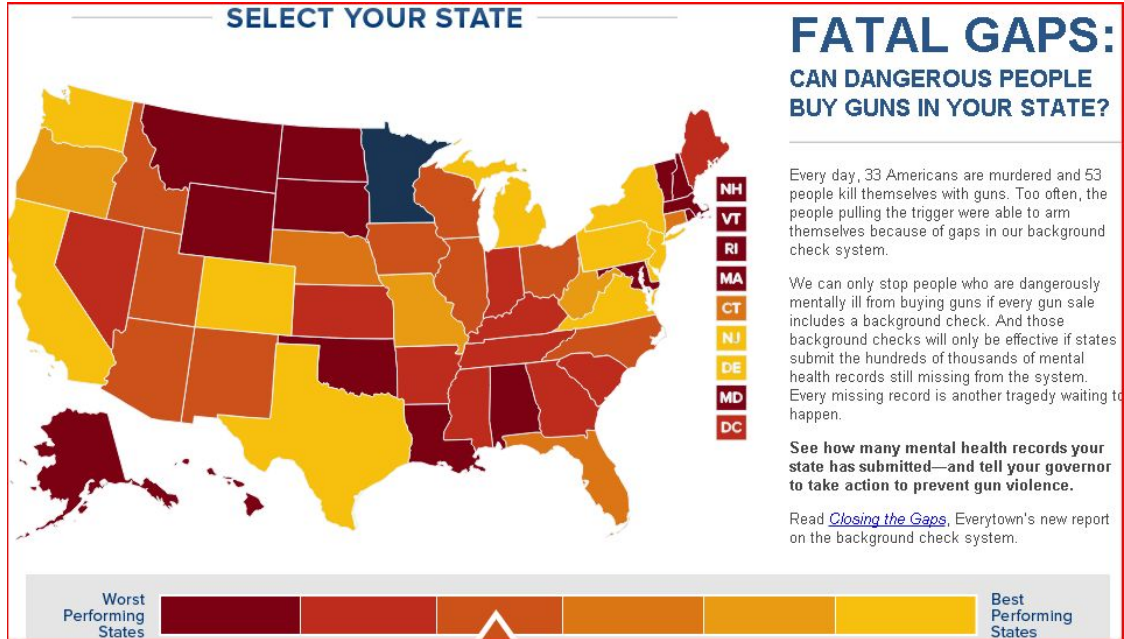 SELECT YOUR STATE
NH
VT
RI
MA
CT
NJ
DE
MD
DC
FATAL GAPS:
CAN DANGEROUS PEOPLE
BUY GUNS IN YOUR STATE?
Every day, 33 Americans are murdered and 53
people kill themselves with guns. Too often, the
people pulling the trigger were able to arm
themselves because of gaps in our background
check system.
We can only stop people who are dangerously
mentally ill from buying guns if every gun sale
includes a background check. And those
background checks will only be effective if states
submit the hundreds of thousands of mental
health records still missing from the system.
Every missing record is another tragedy waiting to
happen.
See how many mental health records your
state has submitted—and tell your governor
to take action to prevent gun violence.
Read Closing the Gaps, Everytown's new report
on the background check system.
Worst
Performing
States
Best
Performing
States